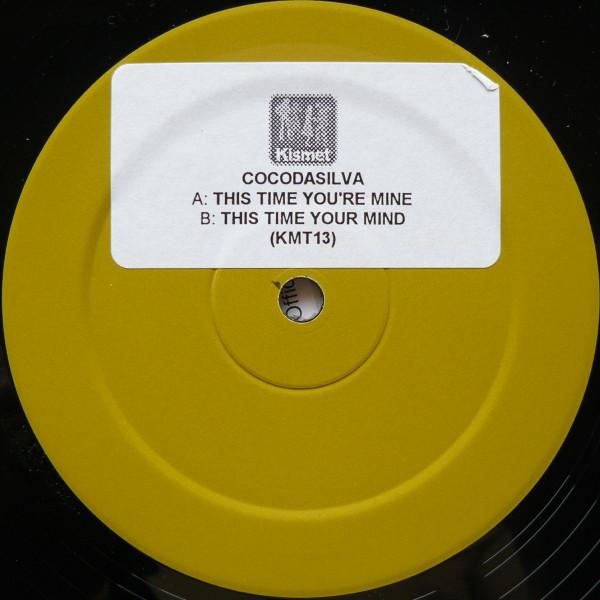 Kismet
COCODASILVA
A: THIS TIME YOU'RE MINE
B: THIS TIME YOUR MIND
(KMT13)